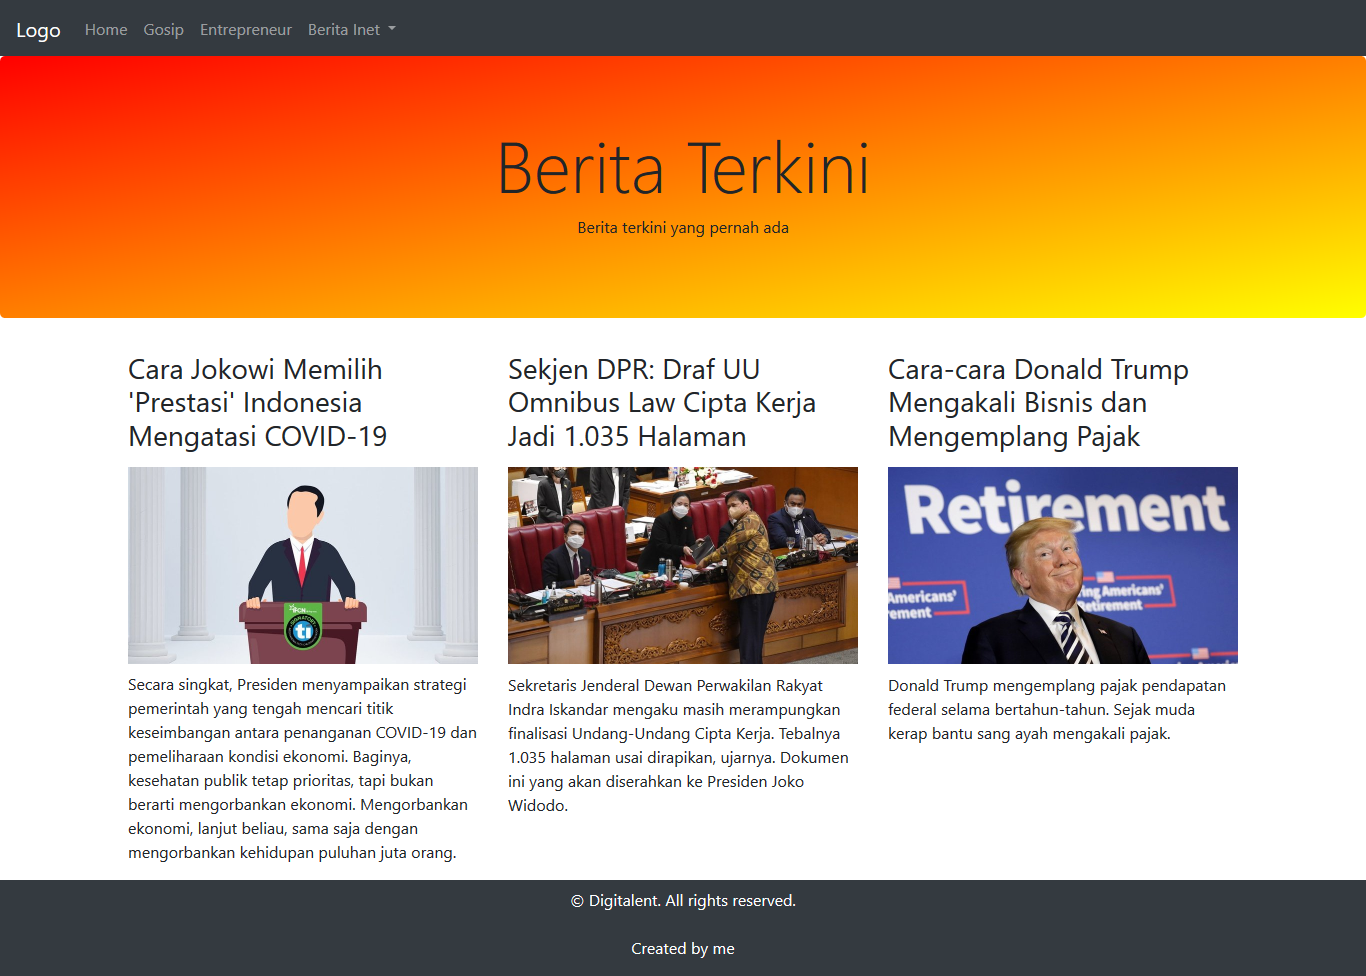 Logo
Home
Gosip
Entrepreneur
Berita Inet
Berita Terkini
Berita terkini yang pernah ada
Cara Jokowi Memilih
'Prestasi' Indonesia
Mengatasi COVID-19
Secara singkat, Presiden menyampaikan strategi
pemerintah yang tengah mencari titik
keseimbangan antara penanganan COVID-19 dan
pemeliharaan kondisi ekonomi. Baginya,
kesehatan publik tetap prioritas, tapi bukan
berarti mengorbankan ekonomi. Mengorbankan
ekonomi, lanjut beliau, sama saja dengan
mengorbankan kehidupan puluhan juta orang.
Sekjen DPR: Draf UU
Omnibus Law Cipta Kerja
Jadi 1.035 Halaman
Sekretaris Jenderal Dewan Perwakilan Rakyat
Indra Iskandar mengaku masih merampungkan
finalisasi Undang-Undang Cipta Kerja. Tebalnya
1.035 halaman usai dirapikan, ujarnya. Dokumen
ini yang akan diserahkan ke Presiden Joko
Widodo.
Cara-cara Donald Trump
Mengakali Bisnis dan
Mengemplang Pajak
Retirement
Americans'
ement
ing Americans'
Retirement
Donald Trump mengemplang pajak pendapatan
federal selama bertahun-tahun. Sejak muda
kerap bantu sang ayah mengakali pajak.
© Digitalent. All rights reserved.
Created by me